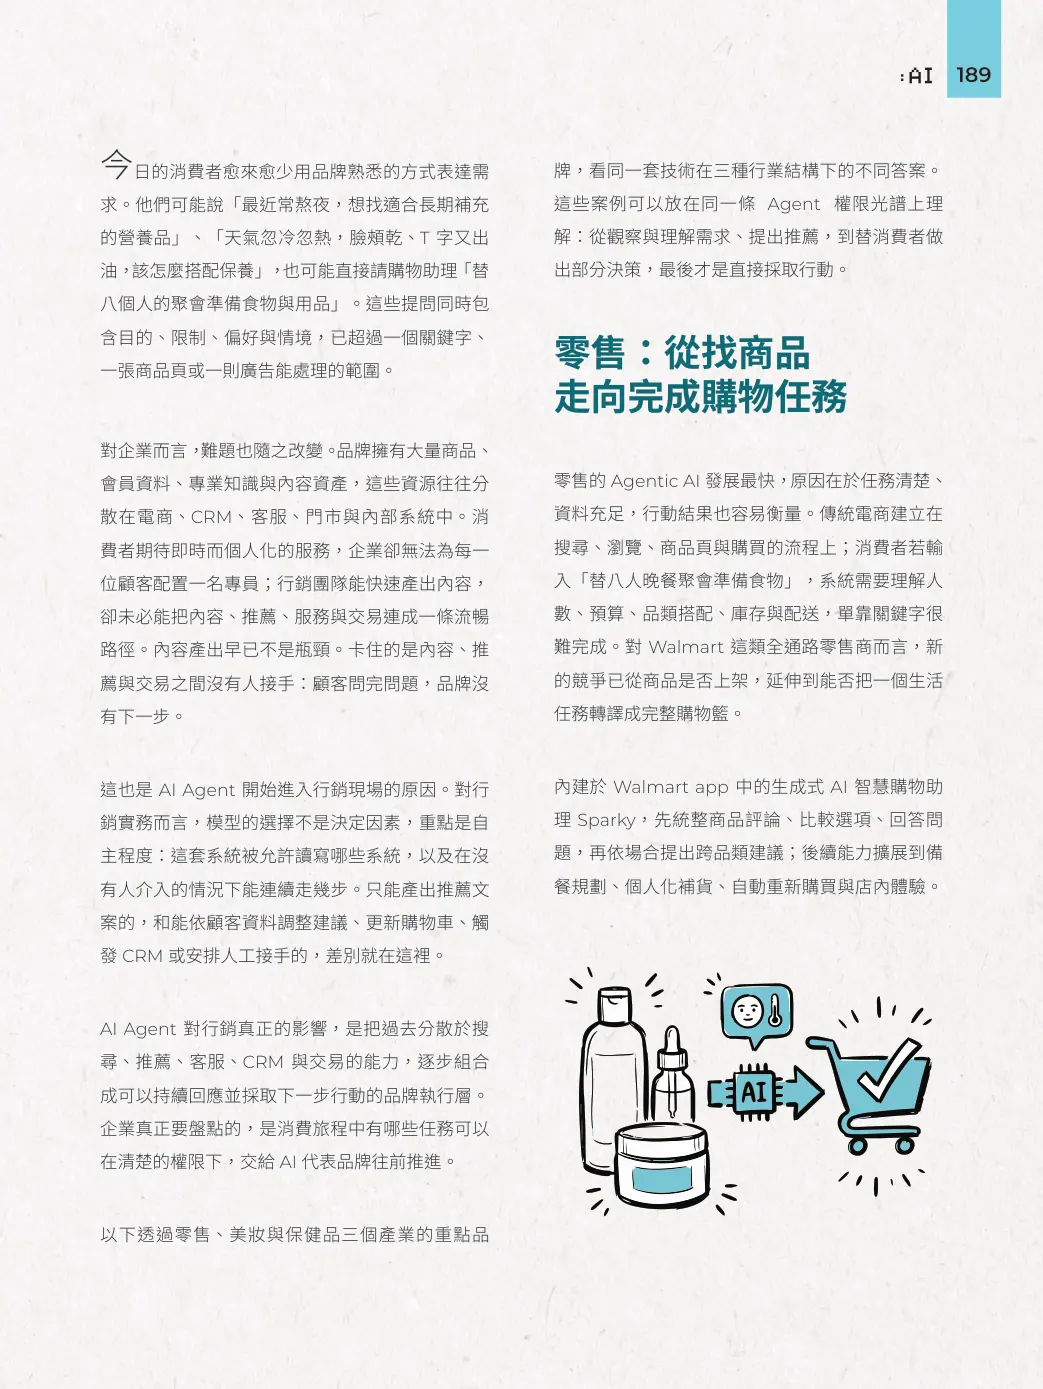 :AI 189
今日的消費者愈來愈少用品牌熟悉的方式表達需
求。他們可能說「最近常熬夜，想找適合長期補充
的營養品」、「天氣忽冷忽熱，臉頰乾、T 字又出
油，該怎麼搭配保養」，也可能直接請購物助理「替
八個人的聚會準備食物與用品」。這些提問同時包
含目的、限制、偏好與情境，已超過一個關鍵字、
一張商品頁或一則廣告能處理的範圍。
對企業而言，難題也隨之改變。品牌擁有大量商品、
會員資料、專業知識與內容資產，這些資源往往分
散在電商、CRM、客服、門市與內部系統中。消
費者期待即時而個人化的服務，企業卻無法為每一
位顧客配置一名專員；行銷團隊能快速產出內容，
卻未必能把內容、推薦、服務與交易連成一條流暢
路徑。內容產出早已不是瓶頸。卡住的是內容、推
薦與交易之間沒有人接手：顧客問完問題，品牌沒
有下一步。
這也是 AI Agent 開始進入行銷現場的原因。對行
銷實務而言，模型的選擇不是決定因素，重點是自
主程度：這套系統被允許讀寫哪些系統，以及在沒
有人介入的情況下能連續走幾步。只能產出推薦文
案的，和能依顧客資料調整建議、更新購物車、觸
發 CRM 或安排人工接手的，差別就在這裡。
AI Agent 對行銷真正的影響，是把過去分散於搜
尋、推薦、客服、CRM 與交易的能力，逐步組合
成可以持續回應並採取下一步行動的品牌執行層。
企業真正要盤點的，是消費旅程中有哪些任務可以
在清楚的權限下，交給 AI 代表品牌往前推進。
以下透過零售、美妝與保健品三個產業的重點品
牌，看同一套技術在三種行業結構下的不同答案。
這些案例可以放在同一條 Agent 權限光譜上理
解：從觀察與理解需求、提出推薦，到替消費者做
出部分決策，最後才是直接採取行動。
零售：從找商品
走向完成購物任務
零售的 Agentic AI 發展最快，原因在於任務清楚、
資料充足，行動結果也容易衡量。傳統電商建立在
搜尋、瀏覽、商品頁與購買的流程上；消費者若輸
入「替八人晚餐聚會準備食物」，系統需要理解人
數、預算、品類搭配、庫存與配送，單靠關鍵字很
難完成。對 Walmart 這類全通路零售商而言，新
的競爭已從商品是否上架，延伸到能否把一個生活
任務轉譯成完整購物籃。
內建於 Walmart app 中的生成式 AI 智慧購物助
理 Sparky，先統整商品評論、比較選項、回答問
題，再依場合提出跨品類建議；後續能力擴展到備
餐規劃、個人化補貨、自動重新購買與店內體驗。
AI